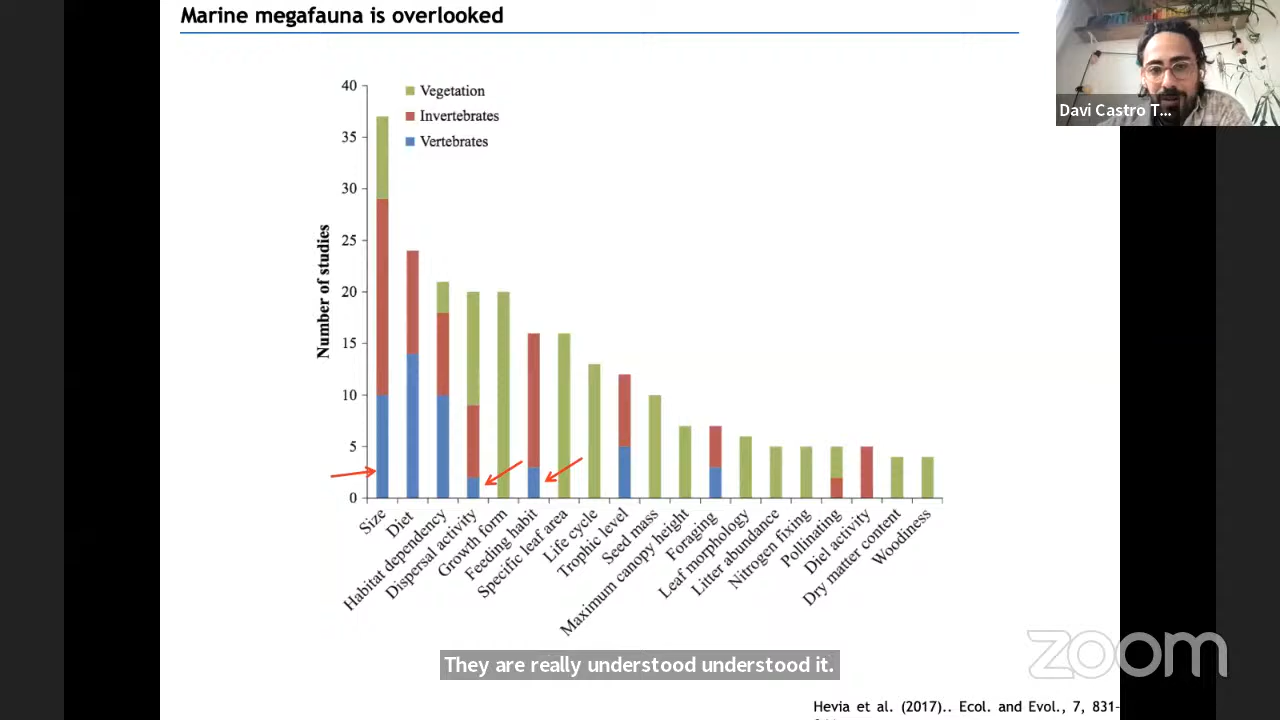 Marine megafauna is overlooked
Davi Castro T...
40
35
30
25
20
15
10
5
0
Number of studies
Vegetation
Invertebrates
Vertebrates
Size
Diet
Habitat dependency
Dispersal activity
Growth form
Feeding habit
Specific leaf area
Life cycle
Trophic level
Seed mass
Maximum canopy height
Foraging
Leaf morphology
Litter abundance
Nitrogen fixing
Pollinating
Diel activity
Dry matter content
Woodiness
They are really understood understood it.
zoom
Hevia et al. (2017).. Ecol. and Evol., 7, 831-